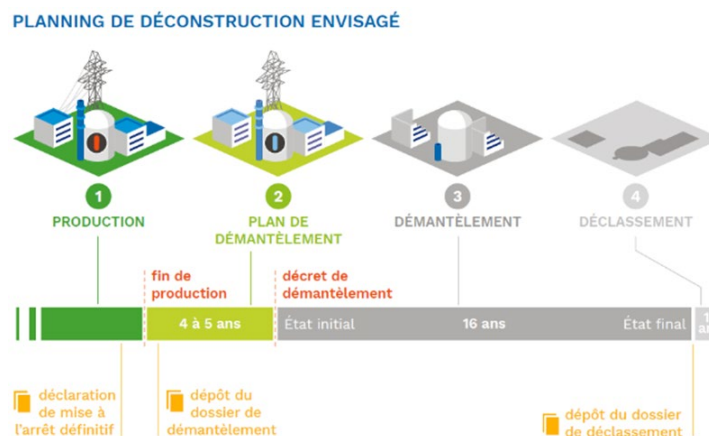 PLANNING DE DÉCONSTRUCTION ENVISAGÉ
1
PRODUCTION
2
PLAN DE
DÉMANTÈLEMENT
3
DÉMANTÈLEMENT
4
DÉCLASSEMENT
fin de
production
décret de
démantèlement
4 à 5 ans
État initial
16 ans
État final
déclaration
de mise à
l'arrêt définitif
dépôt du
dossier de
démantèlement
dépôt du dossier
de déclassement